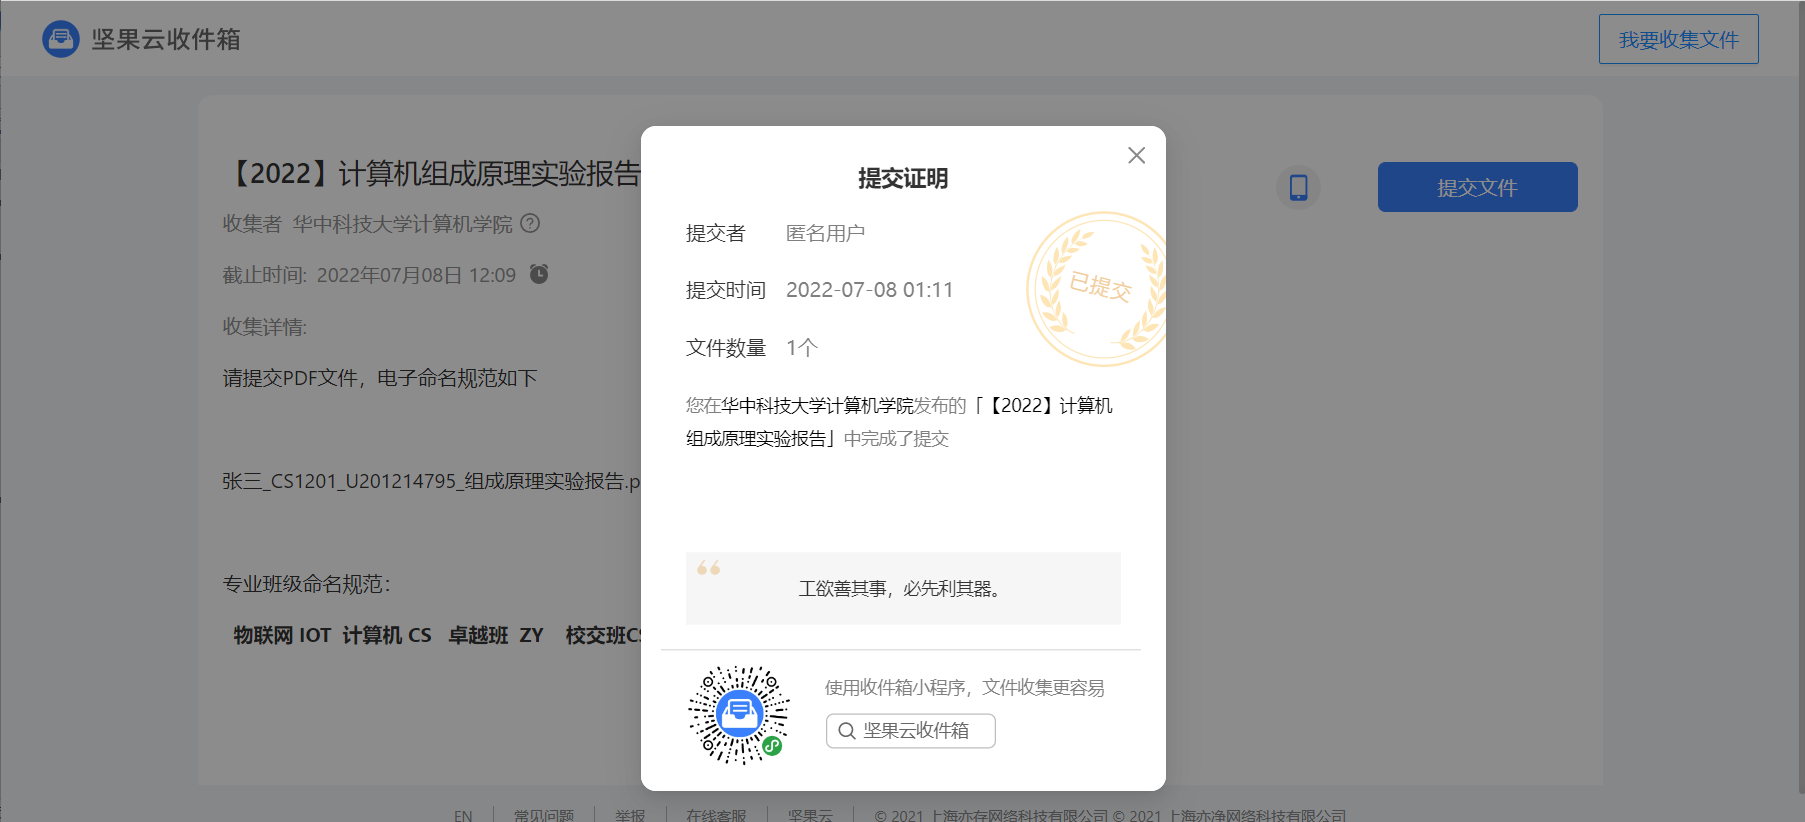 坚果云收件箱
我要收集文件
【2022】计算机组成原理实验报告
提交文件
收集者 华中科技大学计算机学院
截止时间: 2022年07月08日 12:09
收集详情:
请提交PDF文件，电子命名规范如下
张三_CS1201_U201214795_组成原理实验报告.p
专业班级命名规范：
物联网 IOT 计算机 CS 卓越班 ZY 校交班CS
提交证明
提交者 匿名用户
提交时间 2022-07-08 01:11
文件数量 1个
已提交
您在华中科技大学计算机学院发布的「【2022】计算机
组成原理实验报告」中完成了提交
工欲善其事，必先利其器。
使用收件箱小程序，文件收集更容易
坚果云收件箱
EN 常见问题 举报 在线客服 坚果云 © 2021 上海亦存网络科技有限公司 © 2021 上海亦净网络科技有限公司